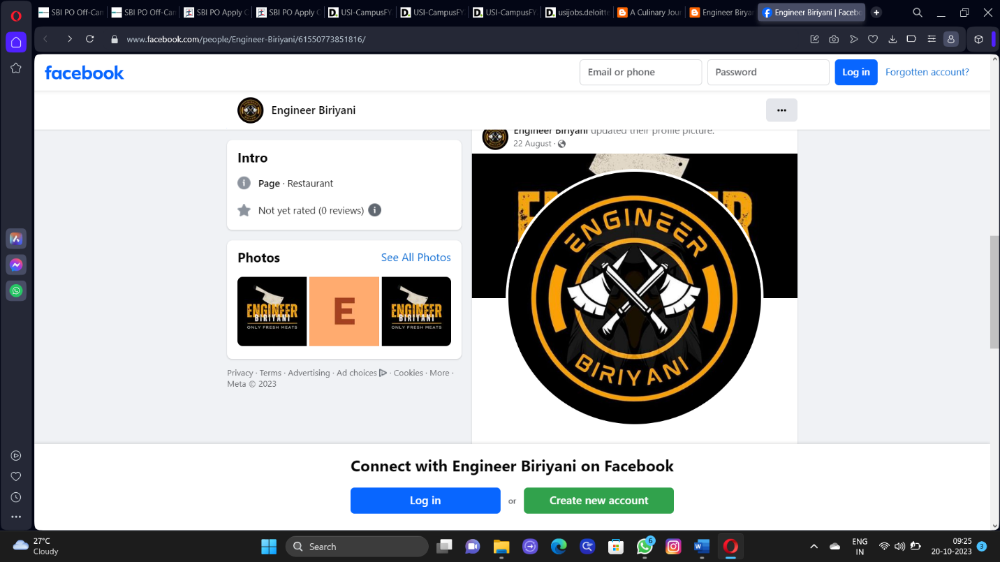 SBI PO Off-Can
SBI PO Off-Can
SBI PO Apply C
SBI PO Apply C
USI-CampusFY
USI-CampusFY
USI-CampusFY
usijobs.deloitte
A Culinary Jour
Engineer Biryan
Engineer Biriyani | Facebo
www.facebook.com/people/Engineer-Biriyani/61550773851816/
facebook
Email or phone
Password
Log in
Forgotten account?
Engineer Biriyani
Engineer Biriyani updated their profile picture.
22 August ·
Intro
Page · Restaurant
Not yet rated (0 reviews)
Photos
See All Photos
ENGINEER
BIRIYANI
ONLY FRESH MEATS
E
ENGINEER
BIRIYANI
ONLY FRESH MEATS
Privacy · Terms · Advertising · Ad choices · Cookies · More ·
Meta © 2023
ENGINEER
BIRIYANI
Connect with Engineer Biriyani on Facebook
Log in
or
Create new account
27°C
Cloudy
Search
6
ENG
IN
09:25
20-10-2023
3